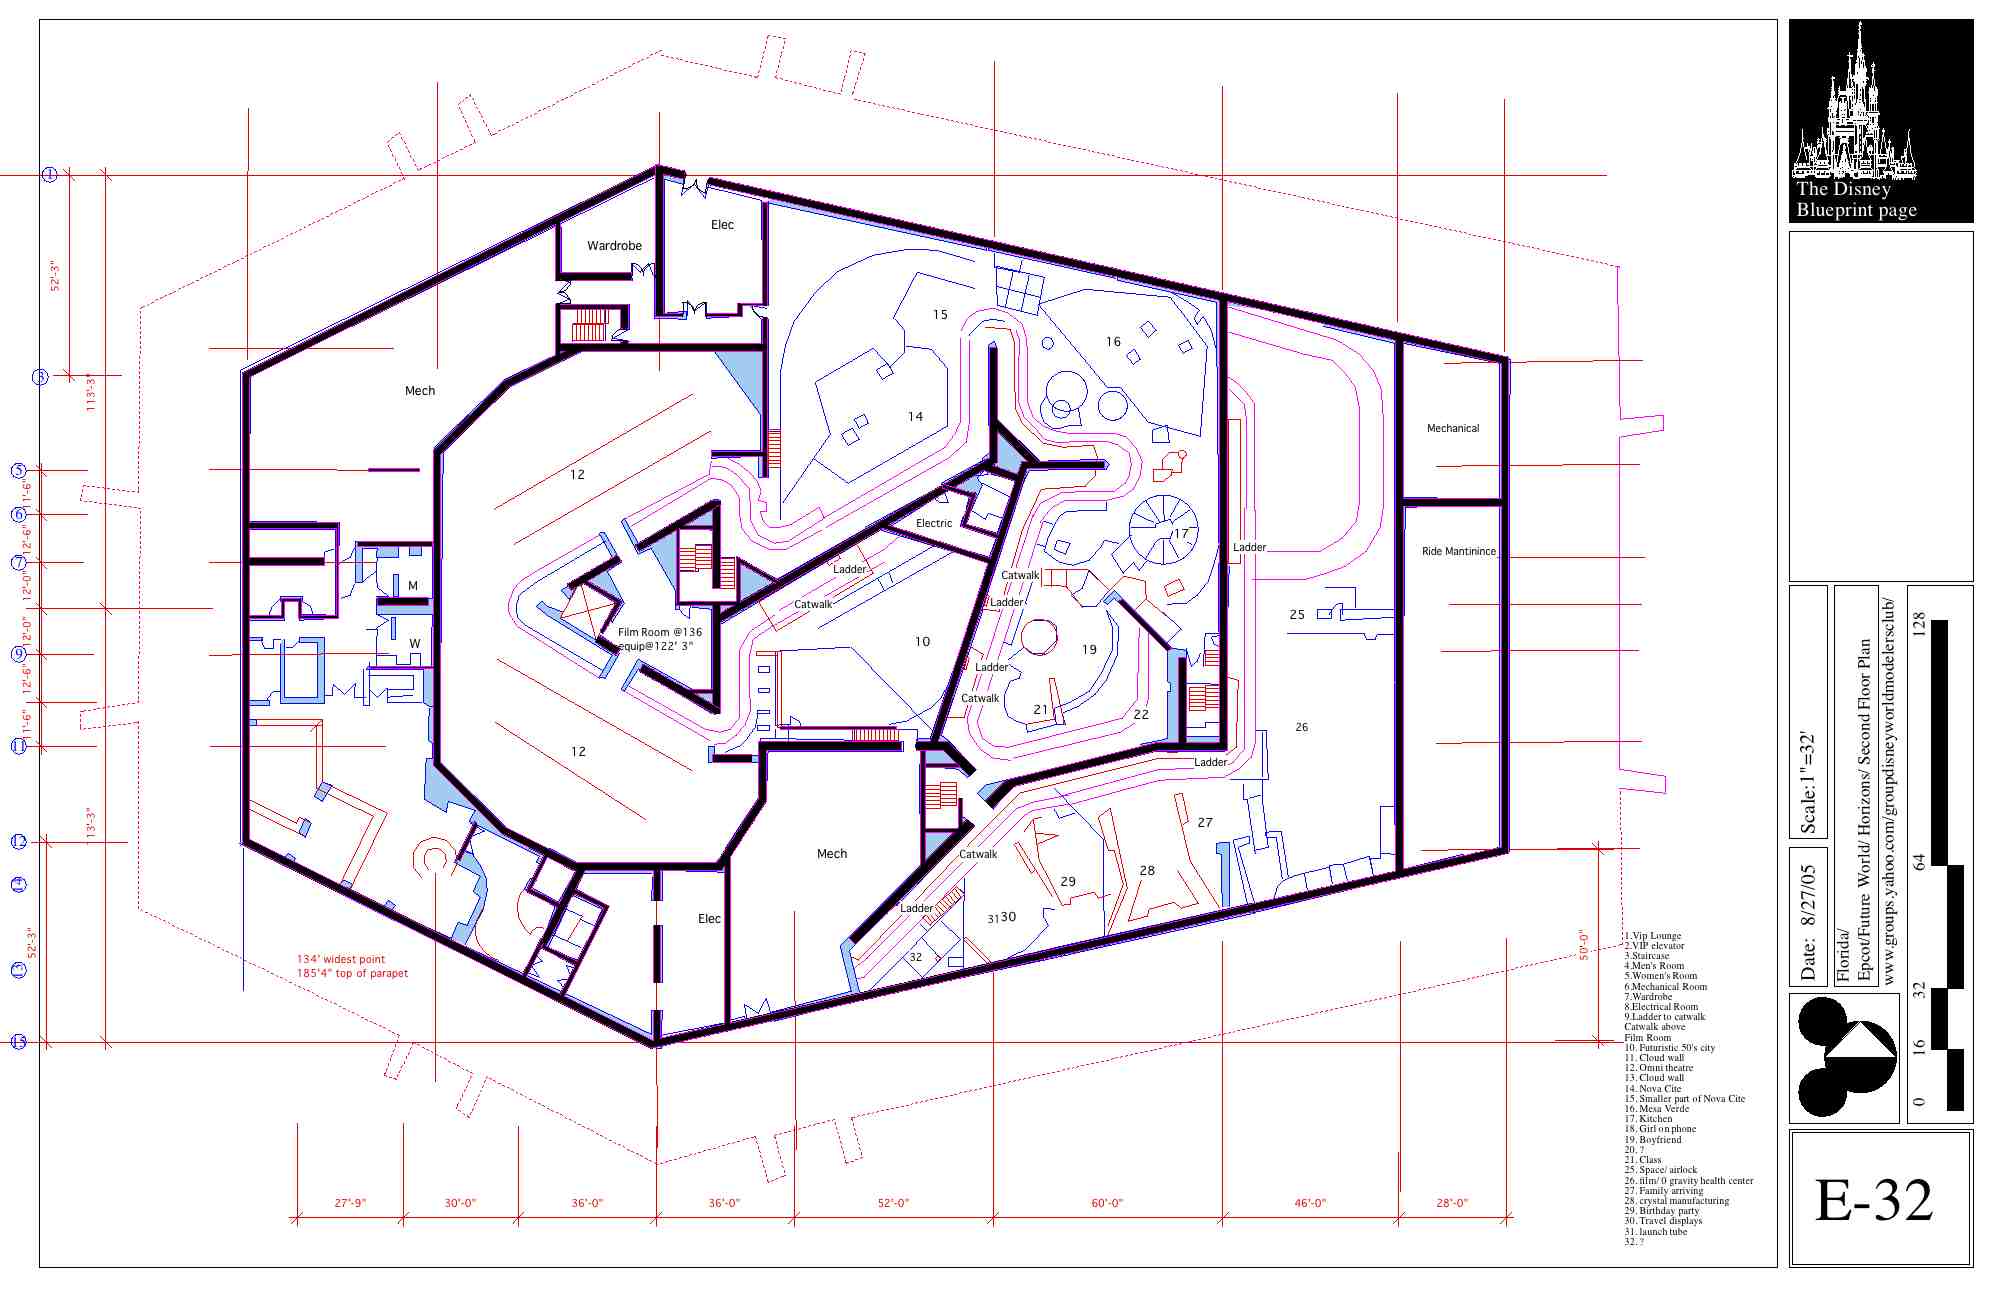 The Disney
Blueprint page
1
3
5
6
7
9
11
12
14
13
15
52'-3"
113'-3"
11'-6"
12'-6"
12'-0"
12'-0"
12'-6"
11'-6"
13'-3"
52'-3"
Wardrobe
Elec
Mech
15
16
14
12
Mechanical
Electric
17
Ladder
Ride Mantinince
Ladder
Catwalk
M
Catwalk
Ladder
25
Film Room @136
equip@122' 3"
W
10
19
Ladder
Catwalk
21
22
26
12
Ladder
27
Mech
Catwalk
28
29
Elec
Ladder
31
30
32
134' widest point
185'4" top of parapet
50'-0"
27'-9"
30'-0"
36'-0"
36'-0"
52'-0"
60'-0"
46'-0"
28'-0"
1.Vip Lounge
2.VIP elevator
3.Staircase
4.Men's Room
5.Women's Room
6.Mechanical Room
7.Wardrobe
8.Electrical Room
9.Ladder to catwalk
Catwalk above
Film Room
10. Futuristic 50's city
11. Cloud wall
12. Omni theatre
13. Cloud wall
14. Nova Cite
15. Smaller part of Nova Cite
16. Mesa Verde
17. Kitchen
18. Girl on phone
19. Boyfriend
20. ?
21. Class
25. Space/ airlock
26. film/ 0 gravity health center
27. Family arriving
28. crystal manufacturing
29. Birthday party
30. Travel displays
31. launch tube
32. ?
Scale:1"=32'
Date: 8/27/05
Florida/
Epcot/Future World/ Horizons/ Second Floor Plan
www.groups.yahoo.com/groupdisneyworldmodelersclub/
128
64
32
16
0
E-32